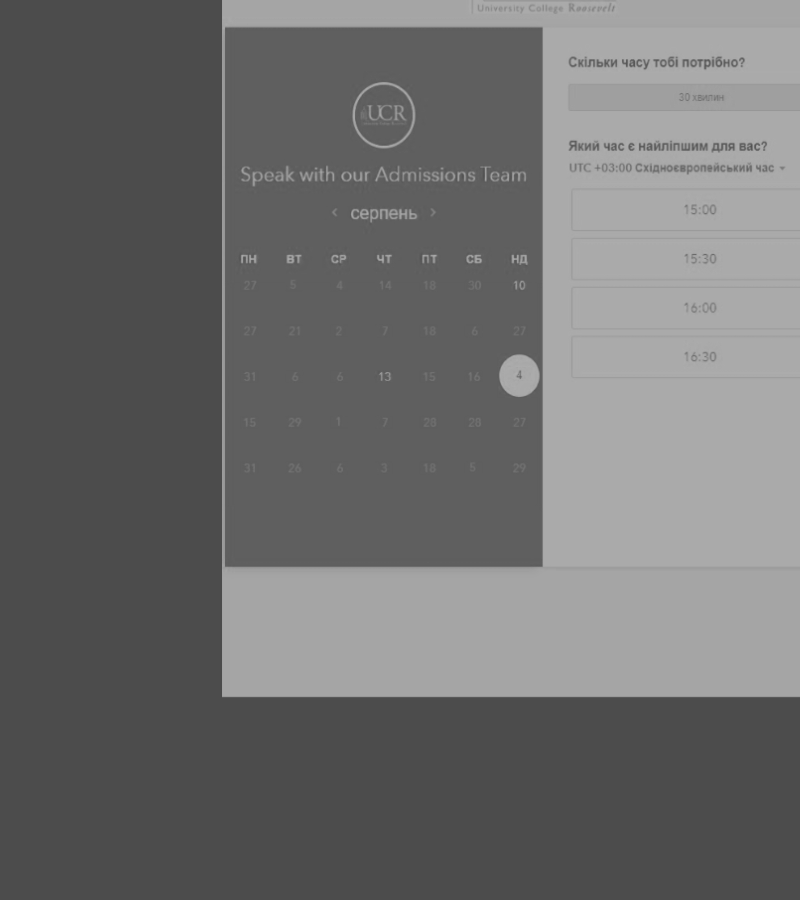 University College Roosevelt
UCR
Speak with our Admissions Team
серпень
ПН ВТ СР ЧТ ПТ СБ НД
27 5 4 14 18 30 10
27 21 2 7 18 6 27
31 6 6 13 15 16 4
15 29 1 7 28 28 27
31 26 6 3 18 5 29
Скільки часу тобі потрібно?
30 хвилин
Який час є найліпшим для вас?
UTC +03:00 Східноєвропейський час
15:00
15:30
16:00
16:30